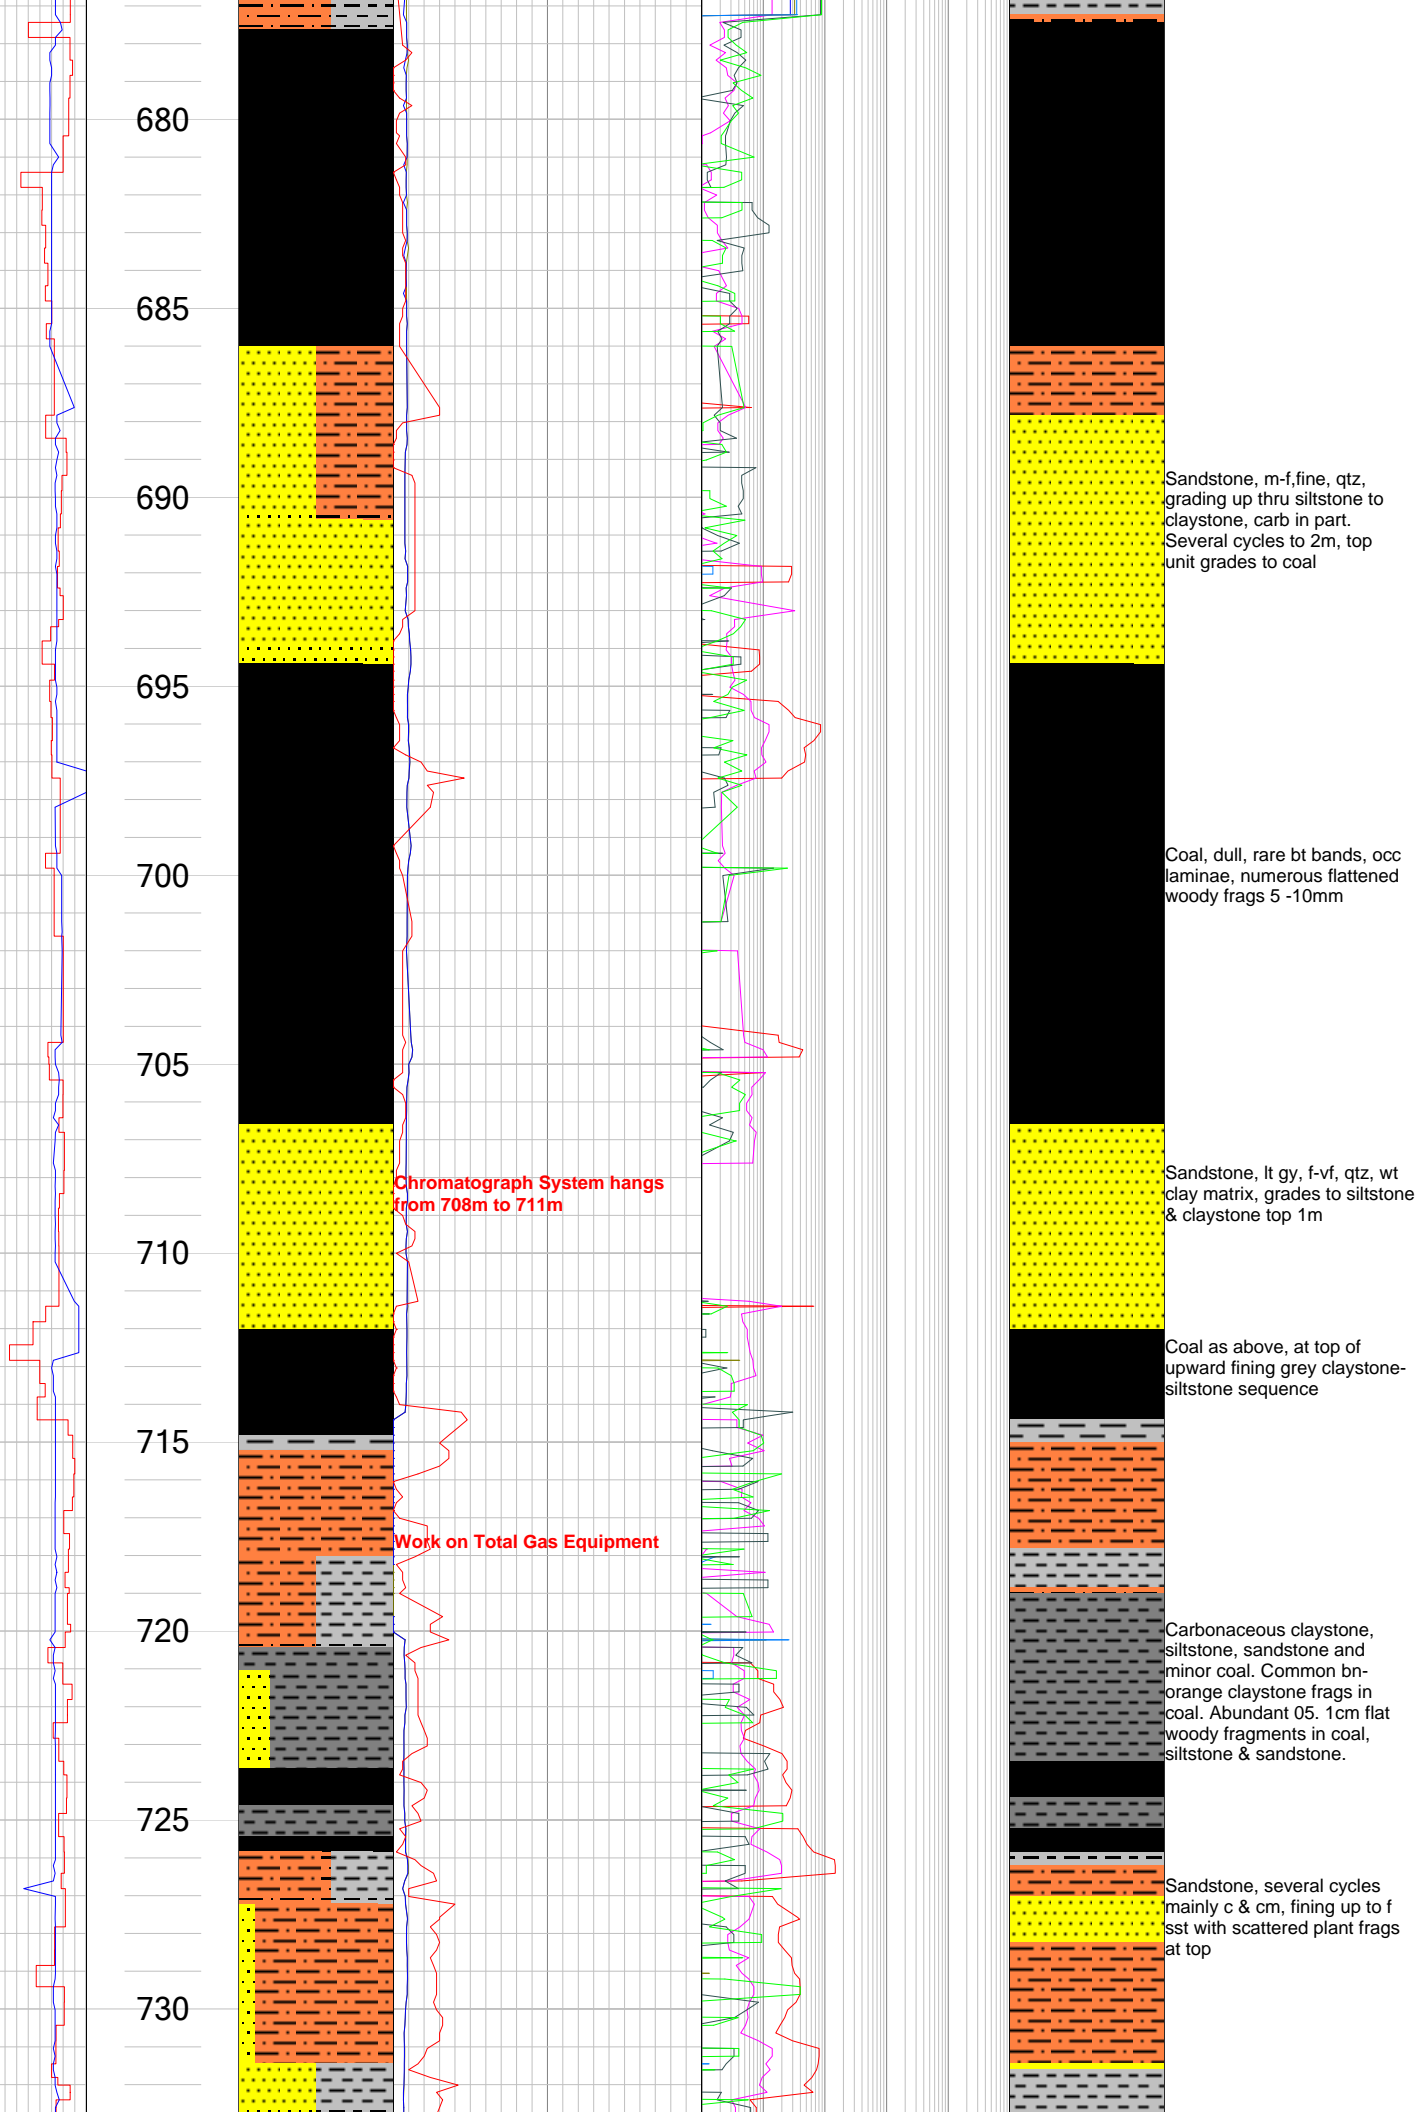 680
685
Sandstone, m-f,fine, qtz,
grading up thru siltstone to
claystone, carb in part.
Several cycles to 2m, top
unit grades to coal
690
695
Coal, dull, rare bt bands, occ
laminae, numerous flattened
woody frags 5 -10mm
700
705
Chromatograph System hangs
from 708m to 711m
Sandstone, lt gy, f-vf, qtz, wt
clay matrix, grades to siltstone
& claystone top 1m
710
Coal as above, at top of
upward fining grey claystone-
siltstone sequence
715
Work on Total Gas Equipment
720
Carbonaceous claystone,
siltstone, sandstone and
minor coal. Common bn-
orange claystone frags in
coal. Abundant 05. 1cm flat
woody fragments in coal,
siltstone & sandstone.
725
Sandstone, several cycles
mainly c & cm, fining up to f
sst with scattered plant frags
at top
730